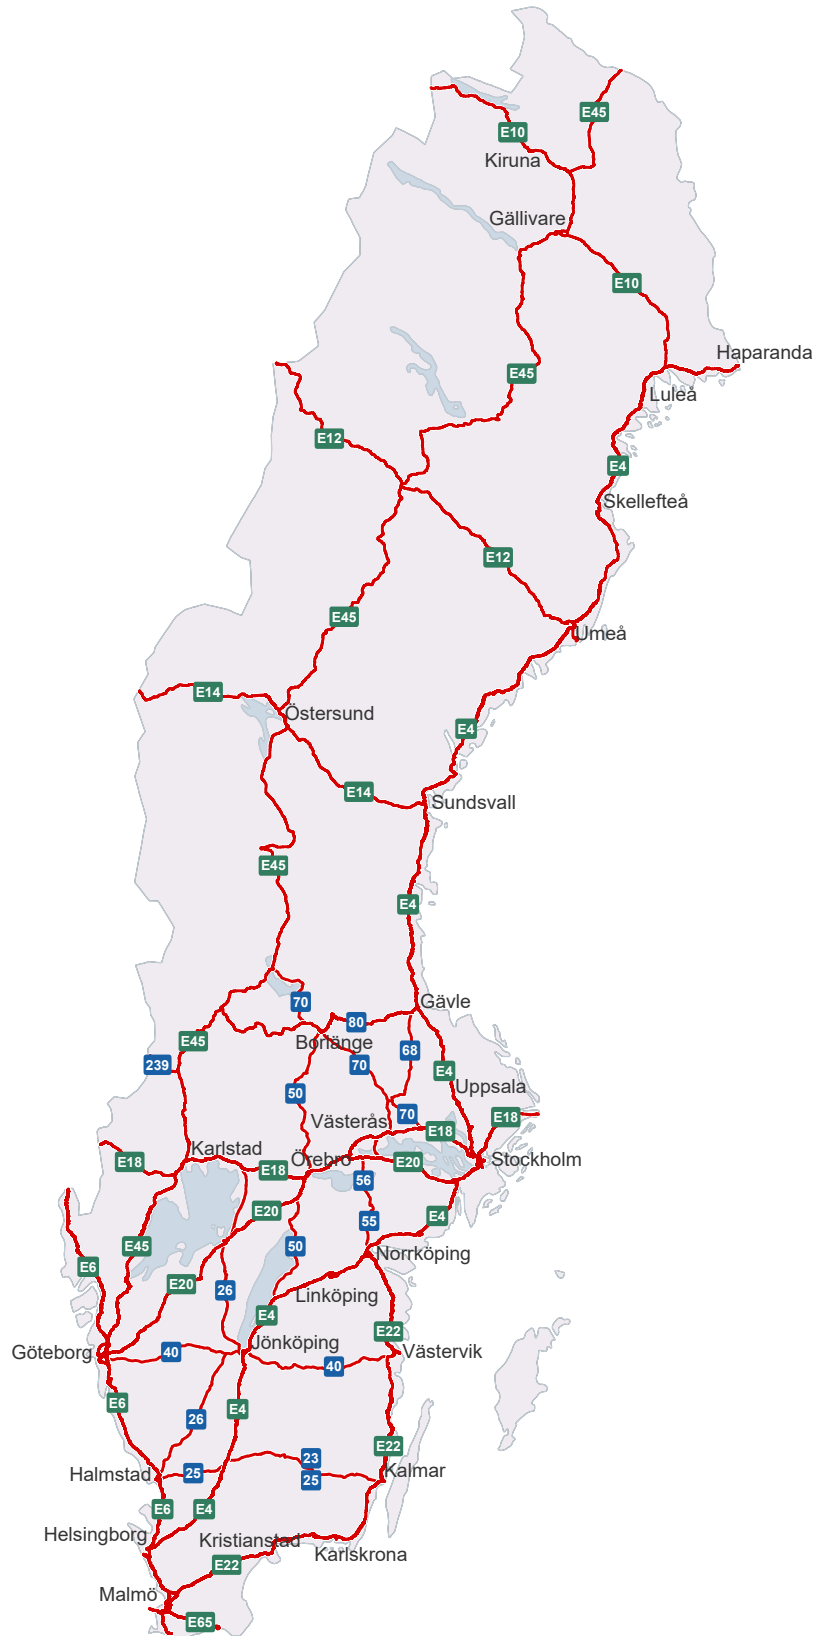 E45
E10
Kiruna
Gällivare
E10
Haparanda
E45
Luleå
E12
E4
Skellefteå
E12
E45
Umeå
E14
Östersund
E4
E14
Sundsvall
E45
E4
70
Gävle
80
E45
Borlänge
68
239
70
E4
Uppsala
50
70
E18
Västerås
E18
Karlstad
Örebro
Stockholm
E18
E18
E20
56
E20
E4
55
E45
50
Norrköping
E6
E20
26
Linköping
E4
E22
Jönköping
Göteborg
40
Västervik
40
E6
E4
26
E22
23
Halmstad
25
25
Kalmar
E6
E4
Helsingborg
Kristianstad
Karlskrona
E22
Malmö
E65